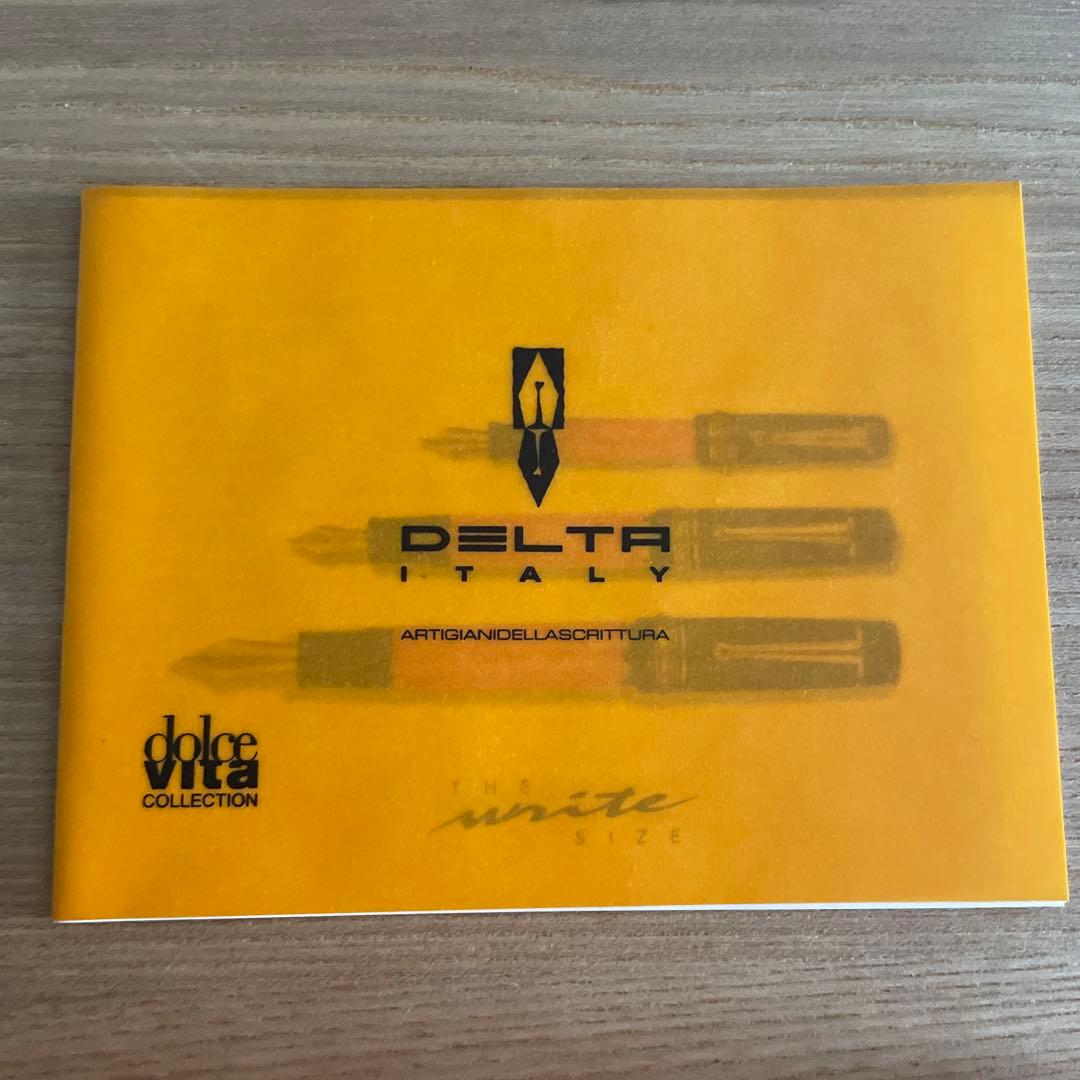 DELTA
ITALY
ARTIGIANIDELLASCRITTURA
dolce
vita
COLLECTION
THE
write
SIZE